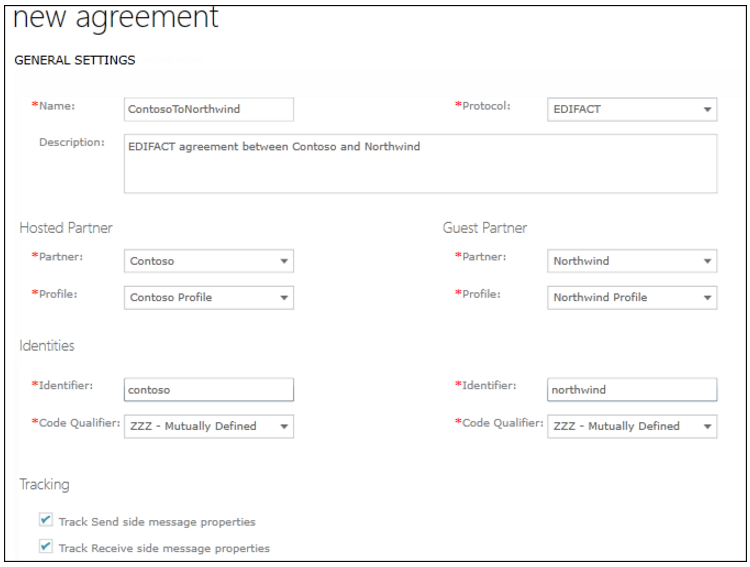 new agreement
GENERAL SETTINGS
*Name: ContosoToNorthwind *Protocol: EDIFACT
Description: EDIFACT agreement between Contoso and Northwind
Hosted Partner Guest Partner
*Partner: Contoso *Partner: Northwind
*Profile: Contoso Profile *Profile: Northwind Profile
Identities
*Identifier: contoso *Identifier: northwind
*Code Qualifier: ZZZ - Mutually Defined *Code Qualifier: ZZZ - Mutually Defined
Tracking
Track Send side message properties
Track Receive side message properties